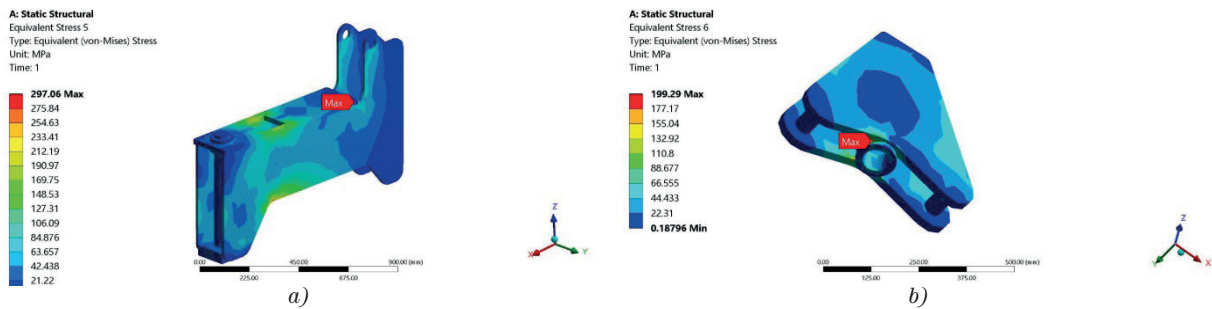 A: Static Structural
Equivalent Stress 5
Type: Equivalent (von-Mises) Stress
Unit: MPa
Time: 1
297.06 Max
275.84
254.63
233.41
212.19
190.97
169.75
148.53
127.31
106.09
84.876
63.657
42.438
21.22
Max
Z
X
Y
0.00
450.00
900.00 (mm)
225.00
675.00
a)
A: Static Structural
Equivalent Stress 6
Type: Equivalent (von-Mises) Stress
Unit: MPa
Time: 1
199.29 Max
177.17
155.04
132.92
110.8
88.677
66.555
44.433
22.31
0.18796 Min
Max
Z
Y
X
0.00
250.00
500.00 (mm)
125.00
375.00
b)